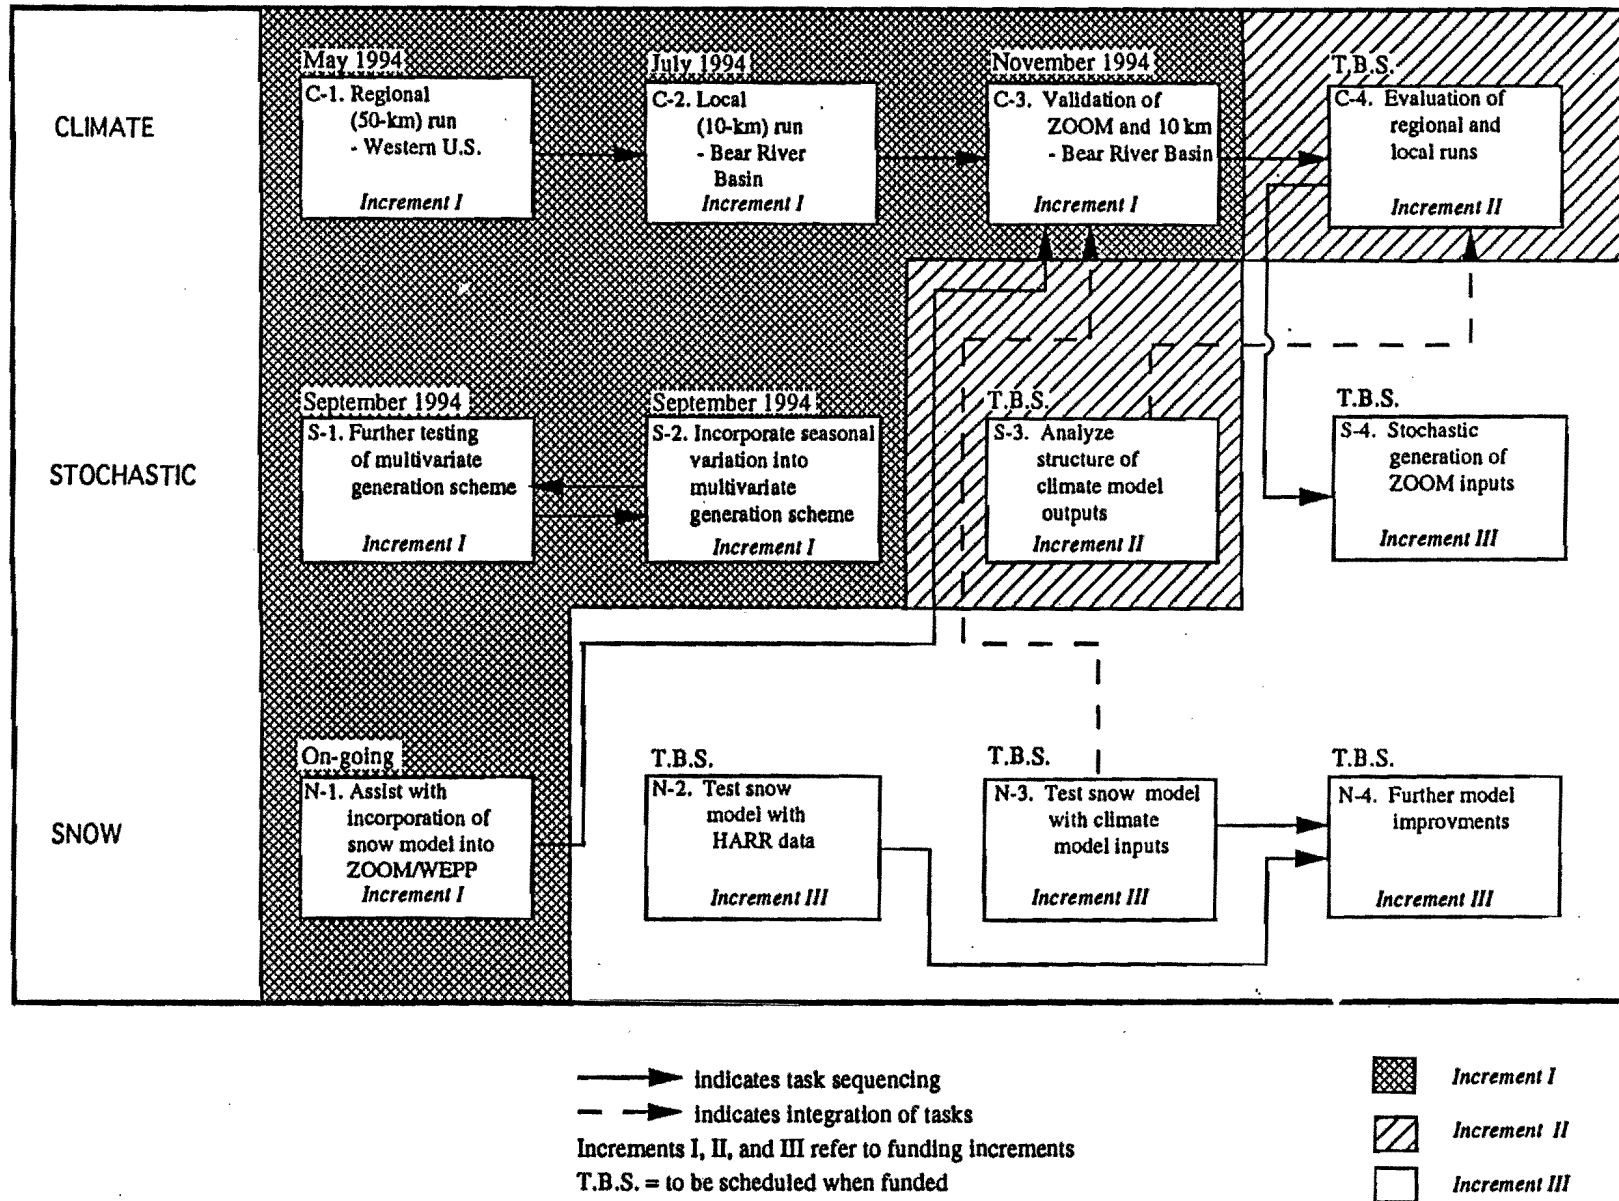 CLIMATE
May 1994
C-1. Regional
(50-km) run
- Western U.S.
Increment I
July 1994
C-2. Local
(10-km) run
- Bear River
Basin
Increment I
November 1994
C-3. Validation of
ZOOM and 10 km
- Bear River Basin
Increment I
T.B.S.
C-4. Evaluation of
regional and
local runs
Increment II
STOCHASTIC
September 1994
S-1. Further testing
of multivariate
generation scheme
Increment I
September 1994
S-2. Incorporate seasonal
variation into
multivariate
generation scheme
Increment I
T.B.S.
S-3. Analyze
structure of
climate model
outputs
Increment II
T.B.S.
S-4. Stochastic
generation of
ZOOM inputs
Increment III
SNOW
On-going
N-1. Assist with
incorporation of
snow model into
ZOOM/WEPP
Increment I
T.B.S.
N-2. Test snow
model with
HARR data
Increment III
T.B.S.
N-3. Test snow model
with climate
model inputs
Increment III
T.B.S.
N-4. Further model
improvments
Increment III
indicates task sequencing
indicates integration of tasks
Increments I, II, and III refer to funding increments
T.B.S. = to be scheduled when funded
Increment I
Increment II
Increment III